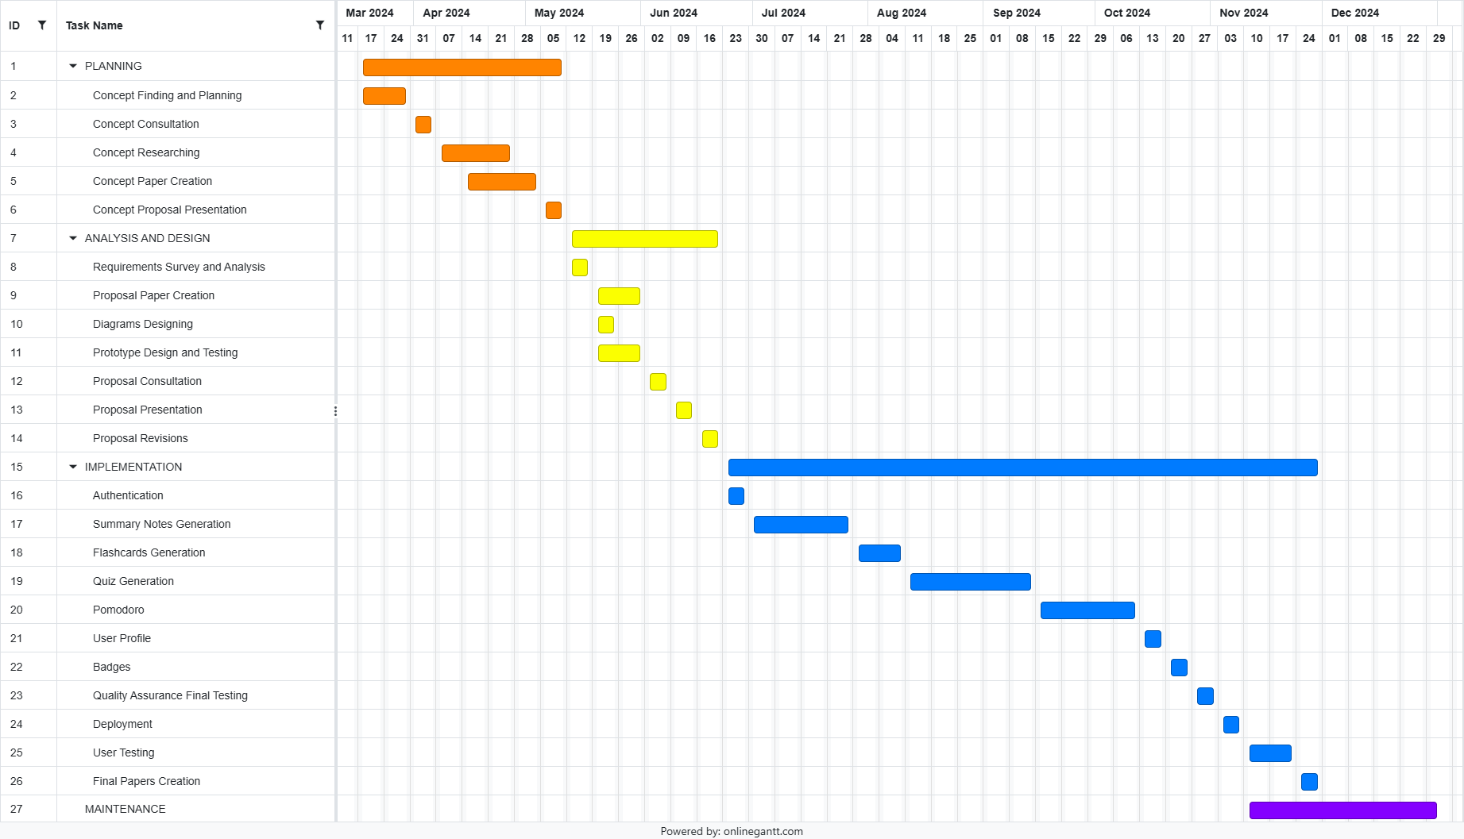 ID Task Name Mar 2024 Apr 2024 May 2024 Jun 2024 Jul 2024 Aug 2024 Sep 2024 Oct 2024 Nov 2024 Dec 2024
11 17 24 31 07 14 21 28 05 12 19 26 02 09 16 23 30 07 14 21 28 04 11 18 25 01 08 15 22 29 06 13 20 27 03 10 17 24 01 08 15 22 29
1 PLANNING
2 Concept Finding and Planning
3 Concept Consultation
4 Concept Researching
5 Concept Paper Creation
6 Concept Proposal Presentation
7 ANALYSIS AND DESIGN
8 Requirements Survey and Analysis
9 Proposal Paper Creation
10 Diagrams Designing
11 Prototype Design and Testing
12 Proposal Consultation
13 Proposal Presentation
14 Proposal Revisions
15 IMPLEMENTATION
16 Authentication
17 Summary Notes Generation
18 Flashcards Generation
19 Quiz Generation
20 Pomodoro
21 User Profile
22 Badges
23 Quality Assurance Final Testing
24 Deployment
25 User Testing
26 Final Papers Creation
27 MAINTENANCE
Powered by: onlinegantt.com